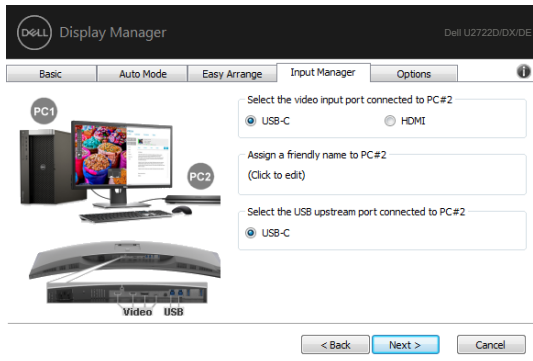 DELL Display Manager
Dell U2722D/DX/DE
Basic Auto Mode Easy Arrange Input Manager Options
Select the video input port connected to PC#2
USB-C HDMI
Assign a friendly name to PC#2
(Click to edit)
Select the USB upstream port connected to PC#2
USB-C
PC1
PC2
Video USB
< Back Next > Cancel